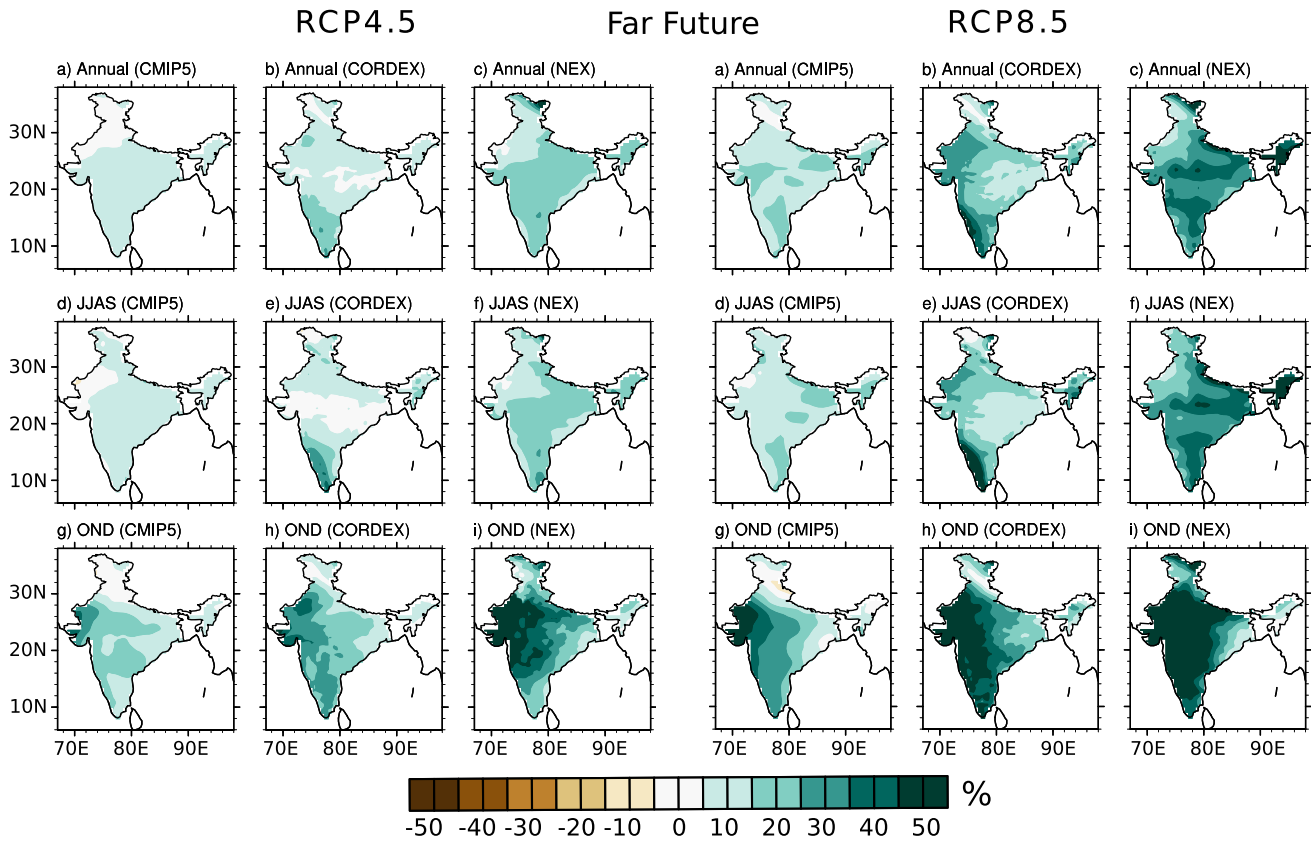 RCP4.5 Far Future RCP8.5
a) Annual (CMIP5) b) Annual (CORDEX) c) Annual (NEX) a) Annual (CMIP5) b) Annual (CORDEX) c) Annual (NEX)
30N
20N
10N
d) JJAS (CMIP5) e) JJAS (CORDEX) f) JJAS (NEX) d) JJAS (CMIP5) e) JJAS (CORDEX) f) JJAS (NEX)
30N
20N
10N
g) OND (CMIP5) h) OND (CORDEX) i) OND (NEX) g) OND (CMIP5) h) OND (CORDEX) i) OND (NEX)
30N
20N
10N
70E 80E 90E 70E 80E 90E 70E 80E 90E 70E 80E 90E 70E 80E 90E 70E 80E 90E
%
-50 -40 -30 -20 -10 0 10 20 30 40 50